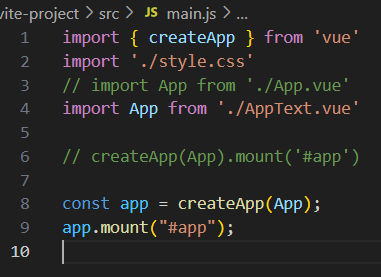 vite-project > src > JS main.js > ...
1 import { createApp } from 'vue'
2 import './style.css'
3 // import App from './App.vue'
4 import App from './AppText.vue'
5
6 // createApp(App).mount('#app')
7
8 const app = createApp(App);
9 app.mount("#app");
10